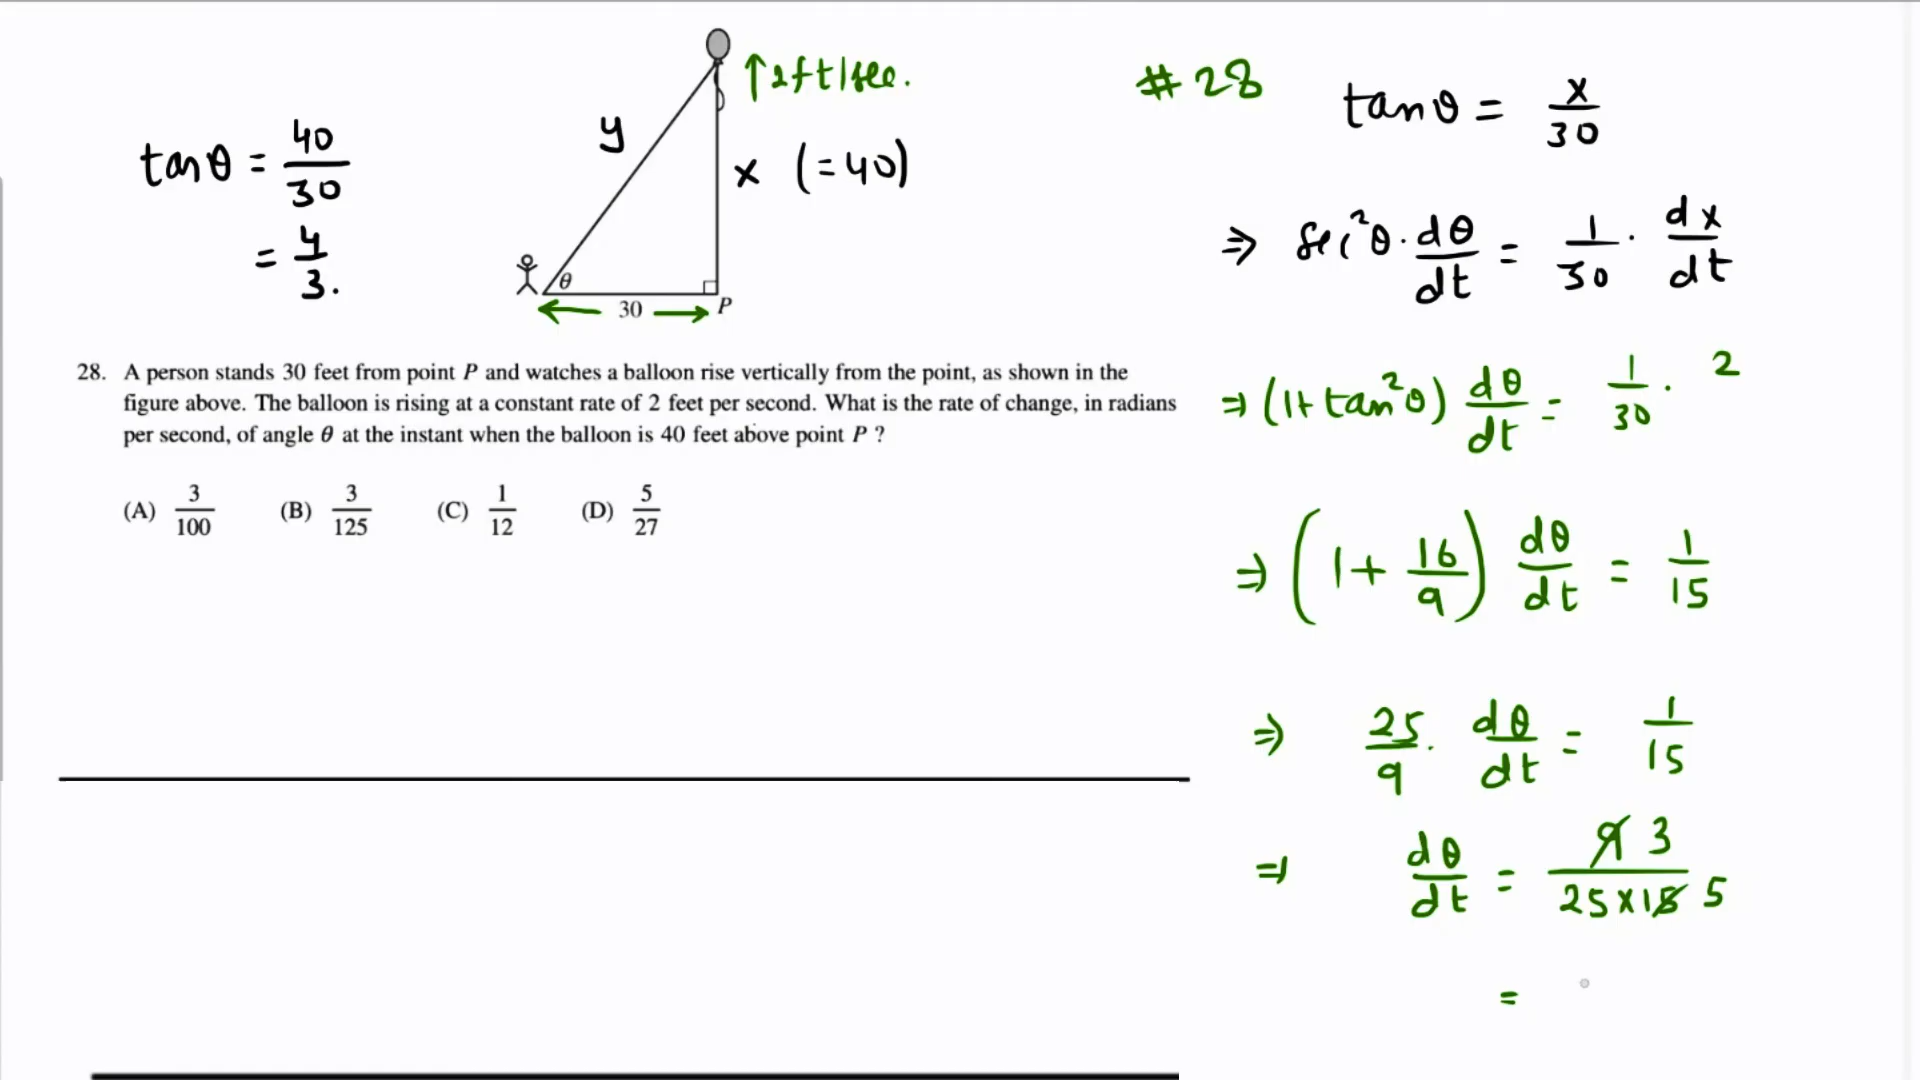 tanθ = 40/30
= 4/3.
y
↑2ft/sec.
x (=40)
θ
30
P
28. A person stands 30 feet from point P and watches a balloon rise vertically from the point, as shown in the
figure above. The balloon is rising at a constant rate of 2 feet per second. What is the rate of change, in radians
per second, of angle θ at the instant when the balloon is 40 feet above point P ?
(A) 3/100 (B) 3/125 (C) 1/12 (D) 5/27
#28
tanθ = x/30
⇒ sec²θ · dθ/dt = 1/30 · dx/dt
⇒ (1+tan²θ) dθ/dt = 1/30 · 2
⇒ (1 + 16/9) dθ/dt = 1/15
⇒ 25/9 · dθ/dt = 1/15
⇒ dθ/dt = 9 3 / 25×15 5
=